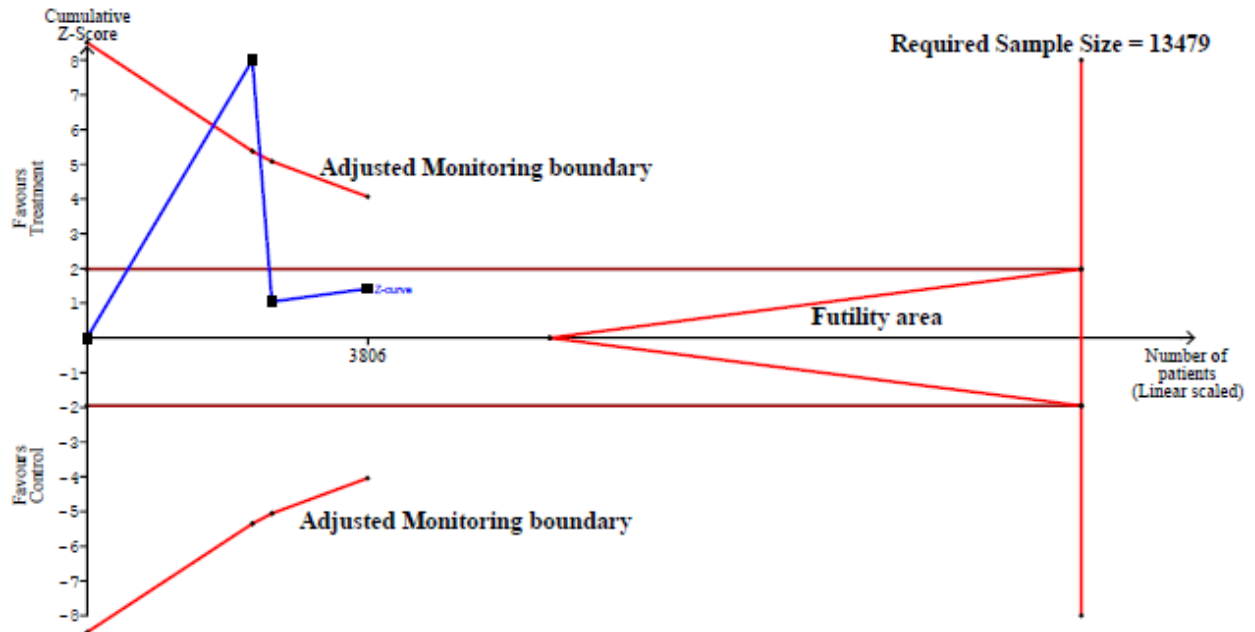 Cumulative
Z-Score
Required Sample Size = 13479
8
7
6
5
4
3
2
1
-1
-2
-3
-4
-5
-6
-7
-8
Favours
Treatment
Favours
Control
Adjusted Monitoring boundary
Z-curve
Futility area
3806
Number of
patients
(Linear scaled)
Adjusted Monitoring boundary